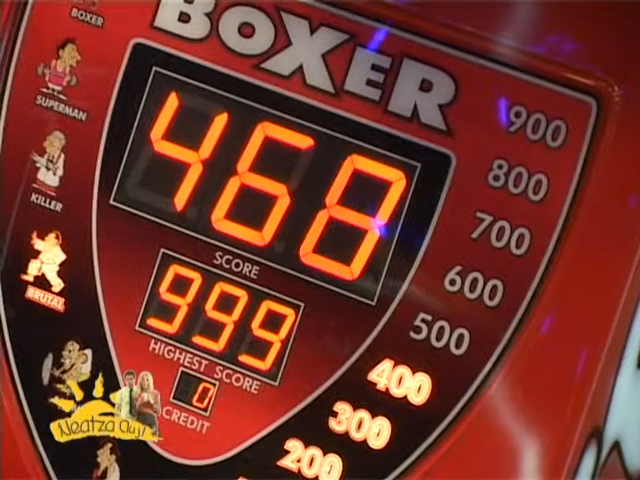 BOXER
BOXER
SUPERMAN
KILLER
BRUTAL
468
SCORE
999
HIGHEST SCORE
0
CREDIT
900
800
700
600
500
400
300
200